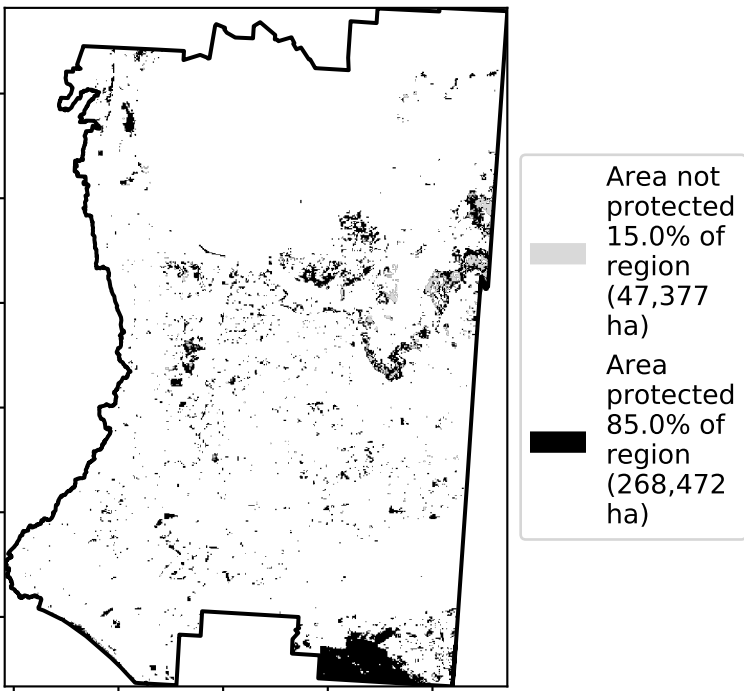 Area not
protected
15.0% of
region
(47,377
ha)
Area
protected
85.0% of
region
(268,472
ha)